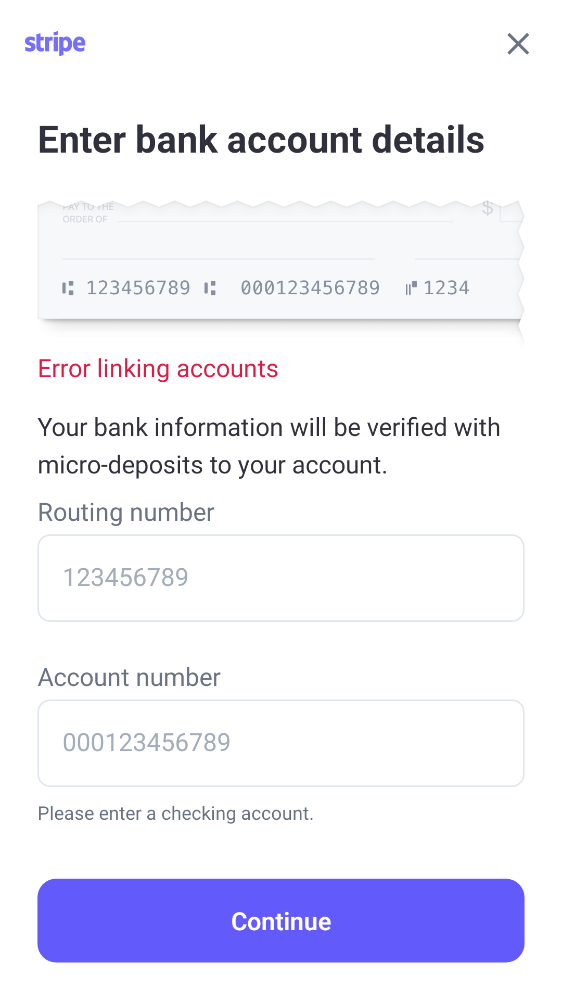 stripe
Enter bank account details
PAY TO THE
ORDER OF
$
123456789 000123456789 1234
Error linking accounts
Your bank information will be verified with
micro-deposits to your account.
Routing number
123456789
Account number
000123456789
Please enter a checking account.
Continue